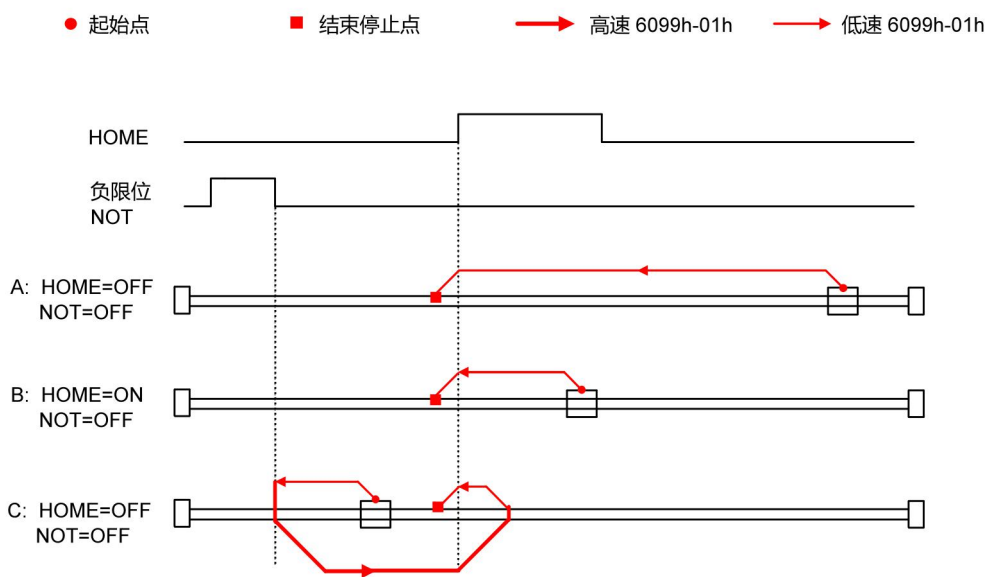 起始点 结束停止点 高速 6099h-01h 低速 6099h-01h
HOME
负限位
NOT
A: HOME=OFF
NOT=OFF
B: HOME=ON
NOT=OFF
C: HOME=OFF
NOT=OFF